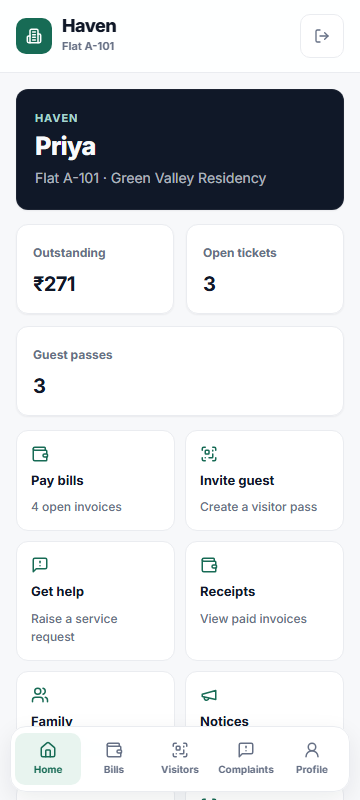 Haven
Flat A-101
HAVEN
Priya
Flat A-101 · Green Valley Residency
Outstanding
₹271
Open tickets
3
Guest passes
3
Pay bills
4 open invoices
Invite guest
Create a visitor pass
Get help
Raise a service
request
Receipts
View paid invoices
Family
Notices
Home
Bills
Visitors
Complaints
Profile